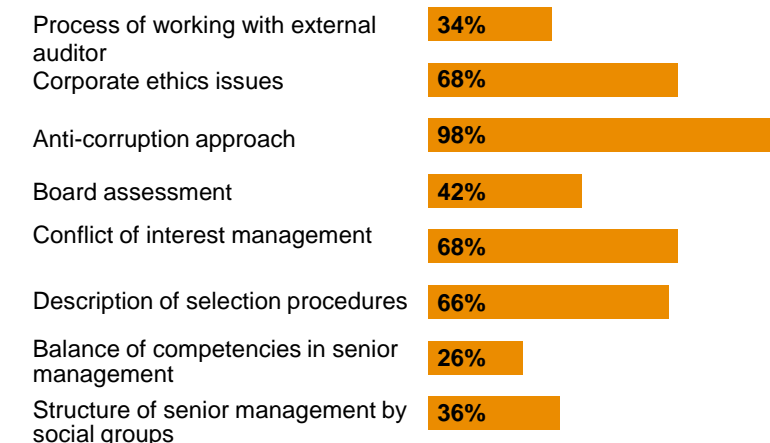 Process of working with external
auditor
34%
Corporate ethics issues
68%
Anti-corruption approach
98%
Board assessment
42%
Conflict of interest management
68%
Description of selection procedures
66%
Balance of competencies in senior
management
26%
Structure of senior management by
social groups
36%